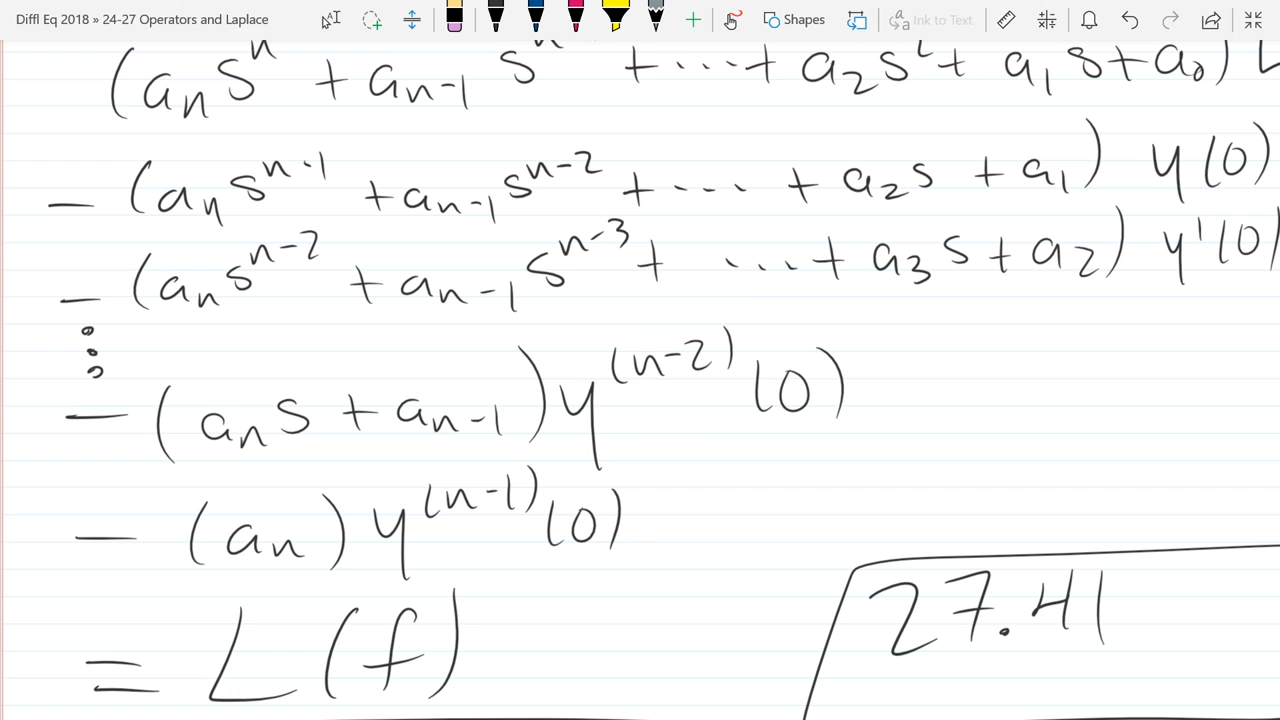 Diffl Eq 2018 » 24-27 Operators and Laplace
Shapes
Ink to Text
(aₙsⁿ + aₙ₋₁ s + ⋯ + a₂s² + a₁s + a₀) L
− (aₙsⁿ⁻¹ + aₙ₋₁sⁿ⁻² + ⋯ + a₂s + a₁) y(0)
− (aₙsⁿ⁻² + aₙ₋₁sⁿ⁻³ + ⋯ + a₃s + a₂) y'(0)
⋮
− (aₙs + aₙ₋₁) y⁽ⁿ⁻²⁾(0)
− (aₙ) y⁽ⁿ⁻¹⁾(0)
= L(f)
27.41